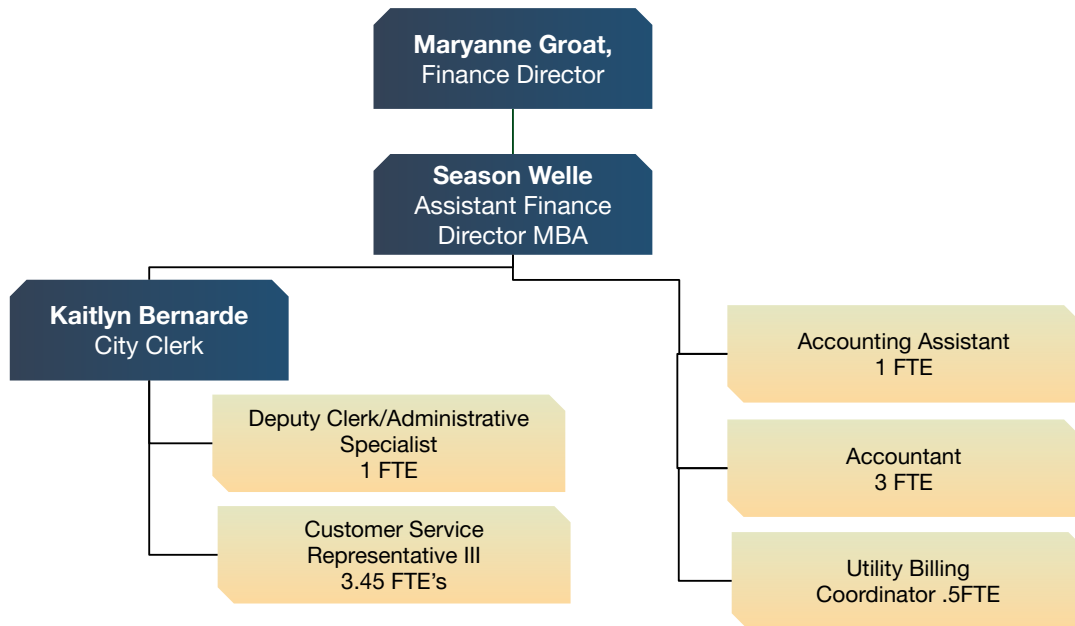 Maryanne Groat,
Finance Director
Season Welle
Assistant Finance
Director MBA
Kaitlyn Bernarde
City Clerk
Deputy Clerk/Administrative
Specialist
1 FTE
Customer Service
Representative III
3.45 FTE’s
Accounting Assistant
1 FTE
Accountant
3 FTE
Utility Billing
Coordinator .5FTE